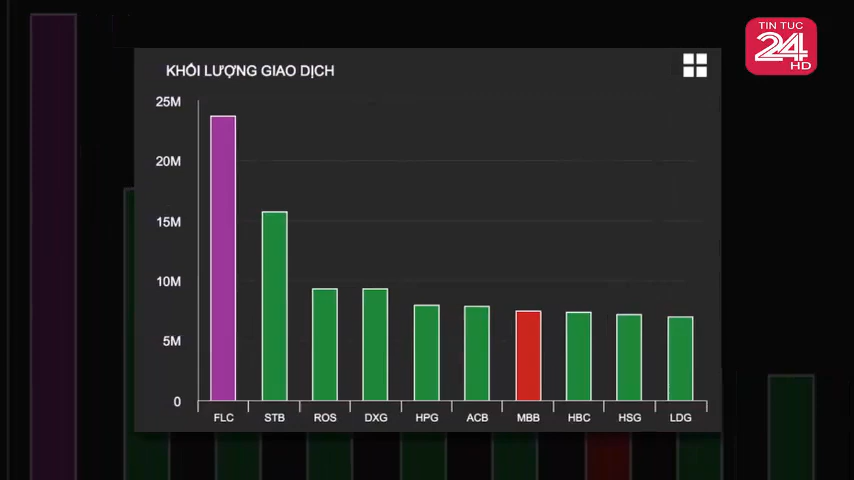 TIN TUC
24
HD
KHỐI LƯỢNG GIAO DỊCH
25M
20M
15M
10M
5M
0
FLC STB ROS DXG HPG ACB MBB HBC HSG LDG